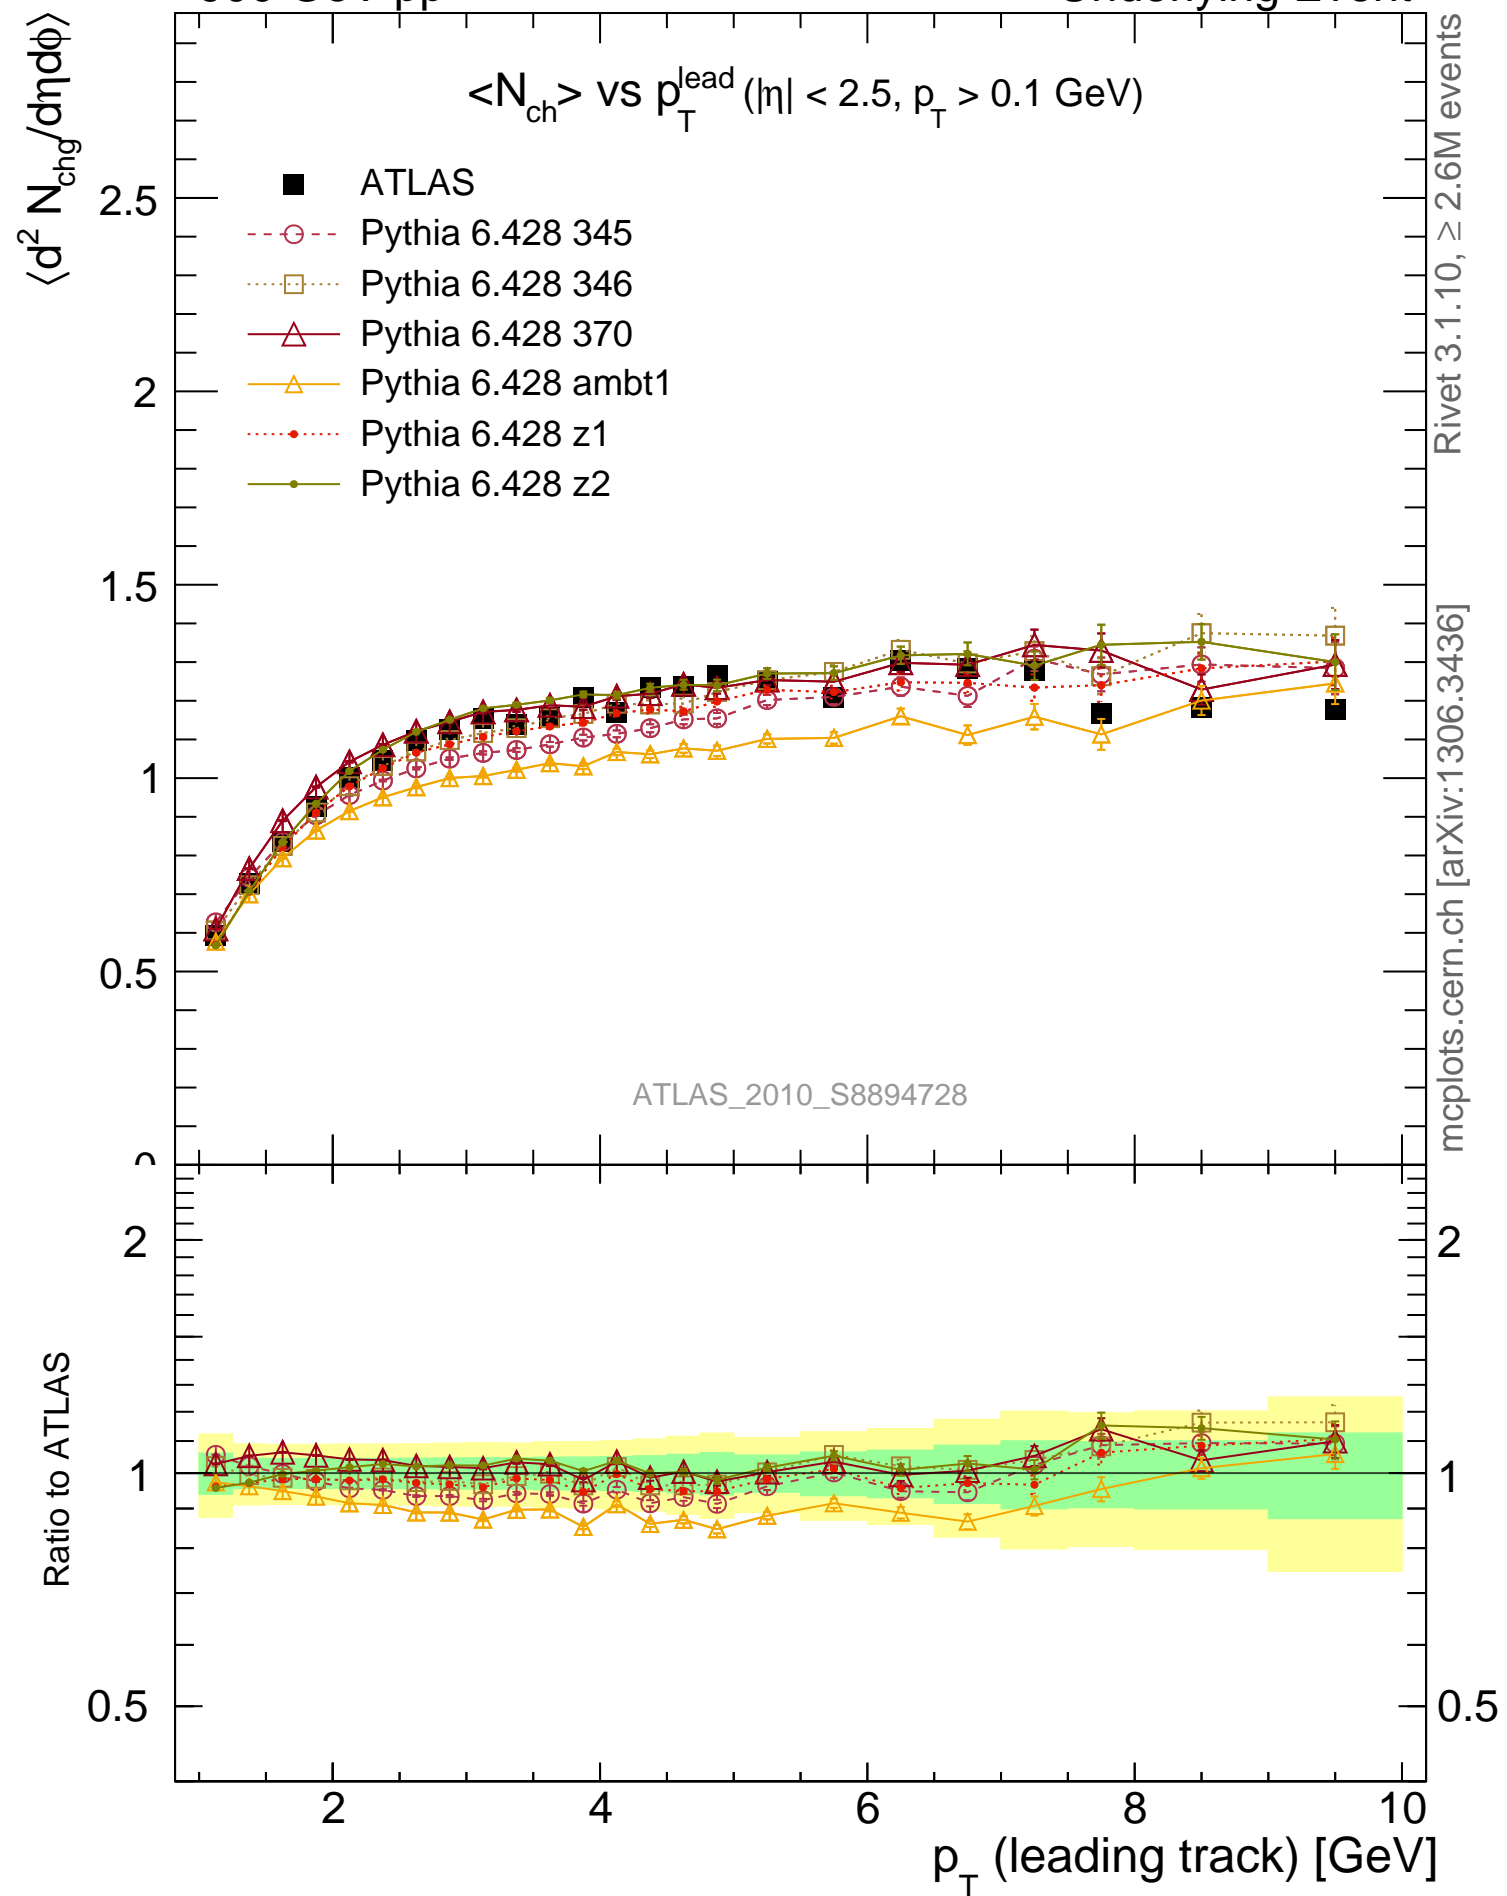 ⟨d² N_chg/dηdφ⟩
<N_ch> vs p_T^lead (|η| < 2.5, p_T > 0.1 GeV)
ATLAS
Pythia 6.428 345
Pythia 6.428 346
Pythia 6.428 370
Pythia 6.428 ambt1
Pythia 6.428 z1
Pythia 6.428 z2
2.5
2
1.5
1
0.5
ATLAS_2010_S8894728
Rivet 3.1.10, ≥ 2.6M events
mcplots.cern.ch [arXiv:1306.3436]
Ratio to ATLAS
2
1
0.5
2
1
0.5
2 4 6 8 10
p_T (leading track) [GeV]